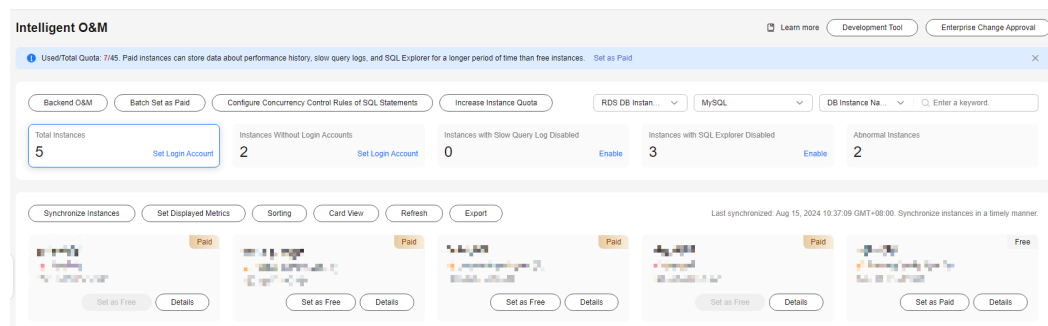 Intelligent O&M
Learn more
Development Tool
Enterprise Change Approval
Used/Total Quota: 7/45. Paid instances can store data about performance history, slow query logs, and SQL Explorer for a longer period of time than free instances. Set as Paid
Backend O&M
Batch Set as Paid
Configure Concurrency Control Rules of SQL Statements
Increase Instance Quota
RDS DB Instan...
MySQL
DB Instance Na...
Enter a keyword.
Total Instances
5
Set Login Account
Instances Without Login Accounts
2
Set Login Account
Instances with Slow Query Log Disabled
0
Enable
Instances with SQL Explorer Disabled
3
Enable
Abnormal Instances
2
Synchronize Instances
Set Displayed Metrics
Sorting
Card View
Refresh
Export
Last synchronized: Aug 15, 2024 10:37:09 GMT+08:00. Synchronize instances in a timely manner.
Paid
Set as Free
Details
Paid
Set as Free
Details
Paid
Set as Free
Details
Paid
Set as Free
Details
Free
Set as Paid
Details